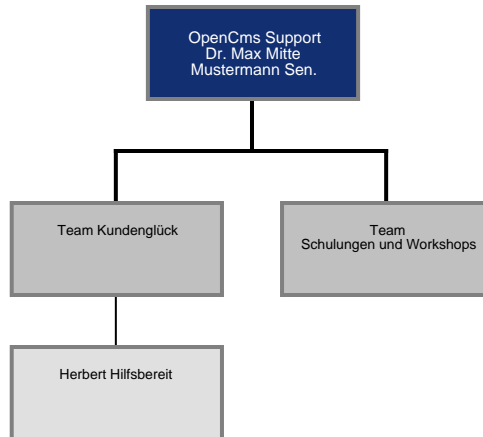 OpenCms Support
Dr. Max Mitte
Mustermann Sen.
Team Kundenglück
Team
Schulungen und Workshops
Herbert Hilfsbereit